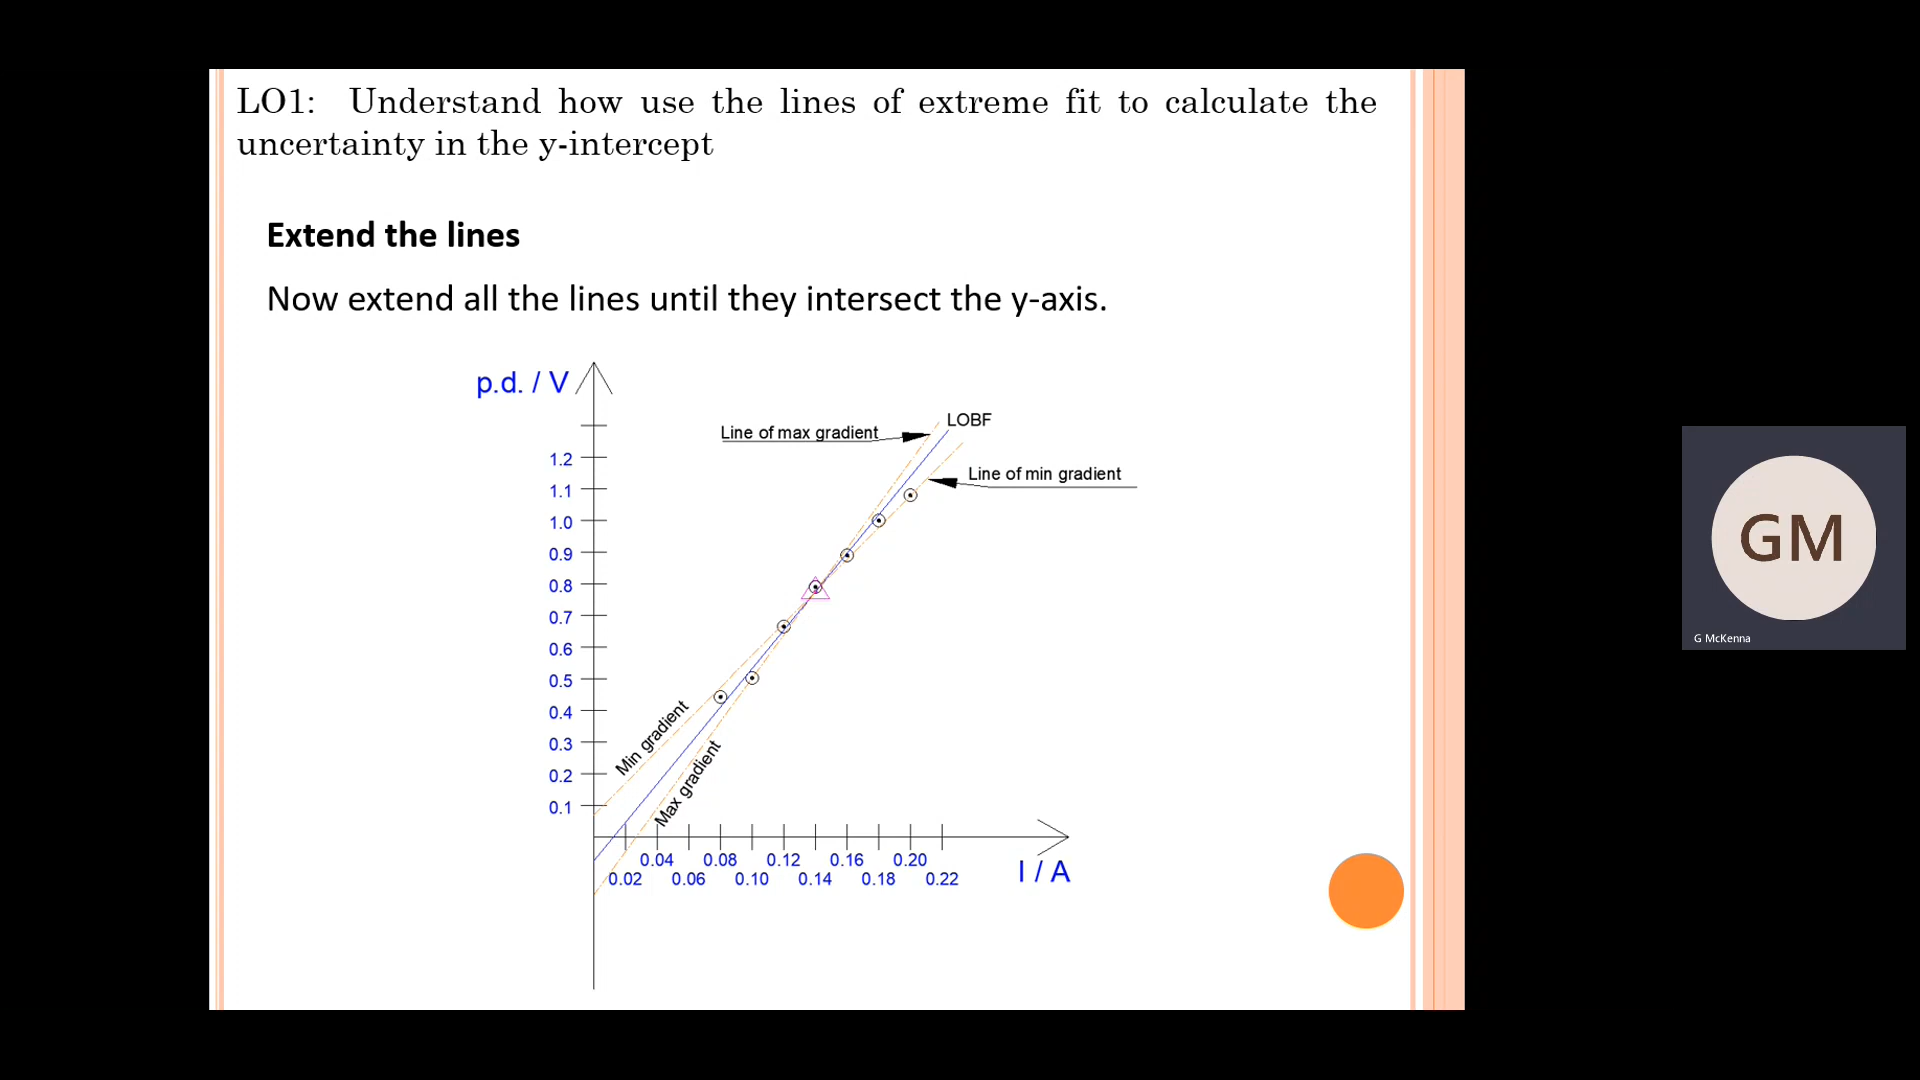 LO1: Understand how use the lines of extreme fit to calculate the
uncertainty in the y-intercept
Extend the lines
Now extend all the lines until they intersect the y-axis.
p.d. / V
LOBF
Line of max gradient
Line of min gradient
1.2
1.1
1.0
0.9
0.8
0.7
0.6
0.5
0.4
0.3
0.2
0.1
Min gradient
Max gradient
0.04 0.08 0.12 0.16 0.20
0.02 0.06 0.10 0.14 0.18 0.22
I / A
GM
G McKenna